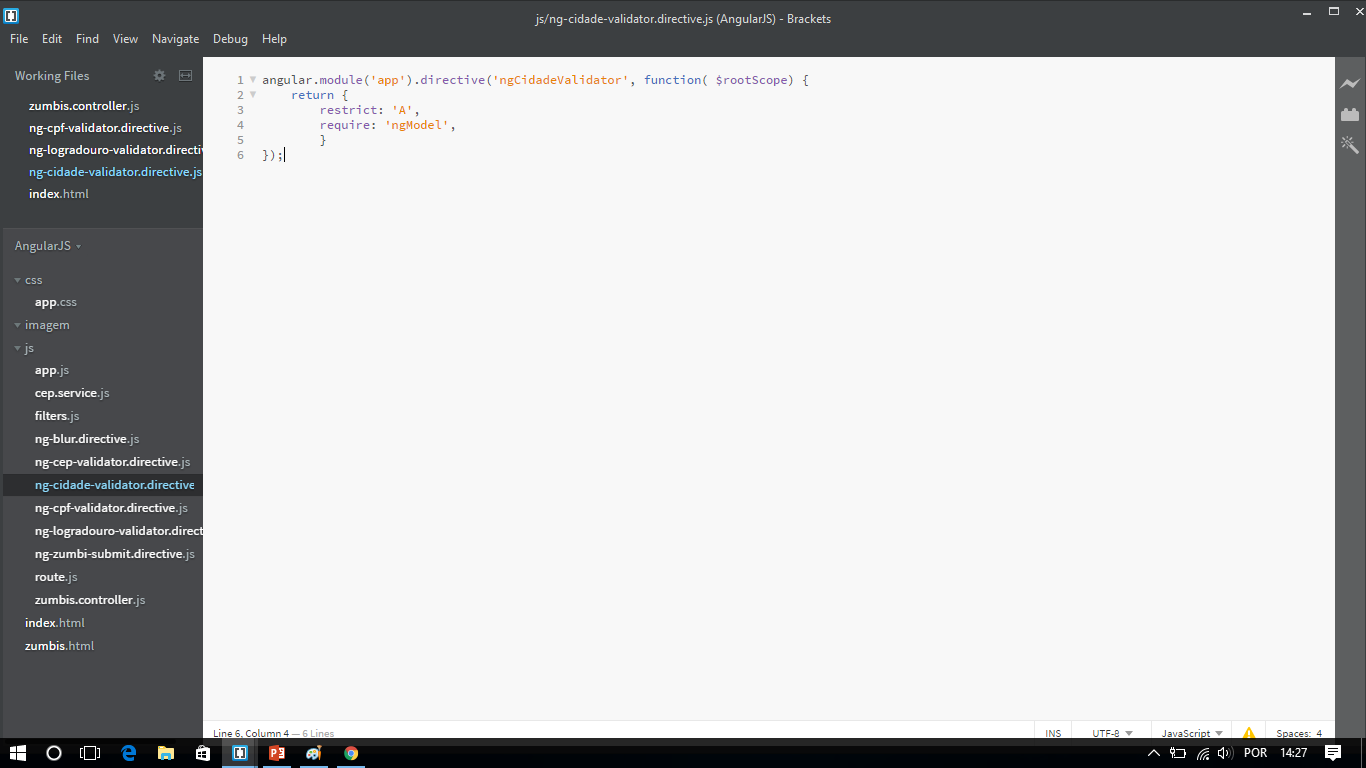 js/ng-cidade-validator.directive.js (AngularJS) - Brackets
File Edit Find View Navigate Debug Help
Working Files
zumbis.controller.js
ng-cpf-validator.directive.js
ng-logradouro-validator.directiv
ng-cidade-validator.directive.js
index.html
AngularJS
css
app.css
imagem
js
app.js
cep.service.js
filters.js
ng-blur.directive.js
ng-cep-validator.directive.js
ng-cidade-validator.directive
ng-cpf-validator.directive.js
ng-logradouro-validator.direct
ng-zumbi-submit.directive.js
route.js
zumbis.controller.js
index.html
zumbis.html
1 angular.module('app').directive('ngCidadeValidator', function( $rootScope) {
2 return {
3 restrict: 'A',
4 require: 'ngModel',
5 }
6 });
Line 6, Column 4 — 6 Lines
INS UTF-8 JavaScript Spaces: 4
POR 14:27